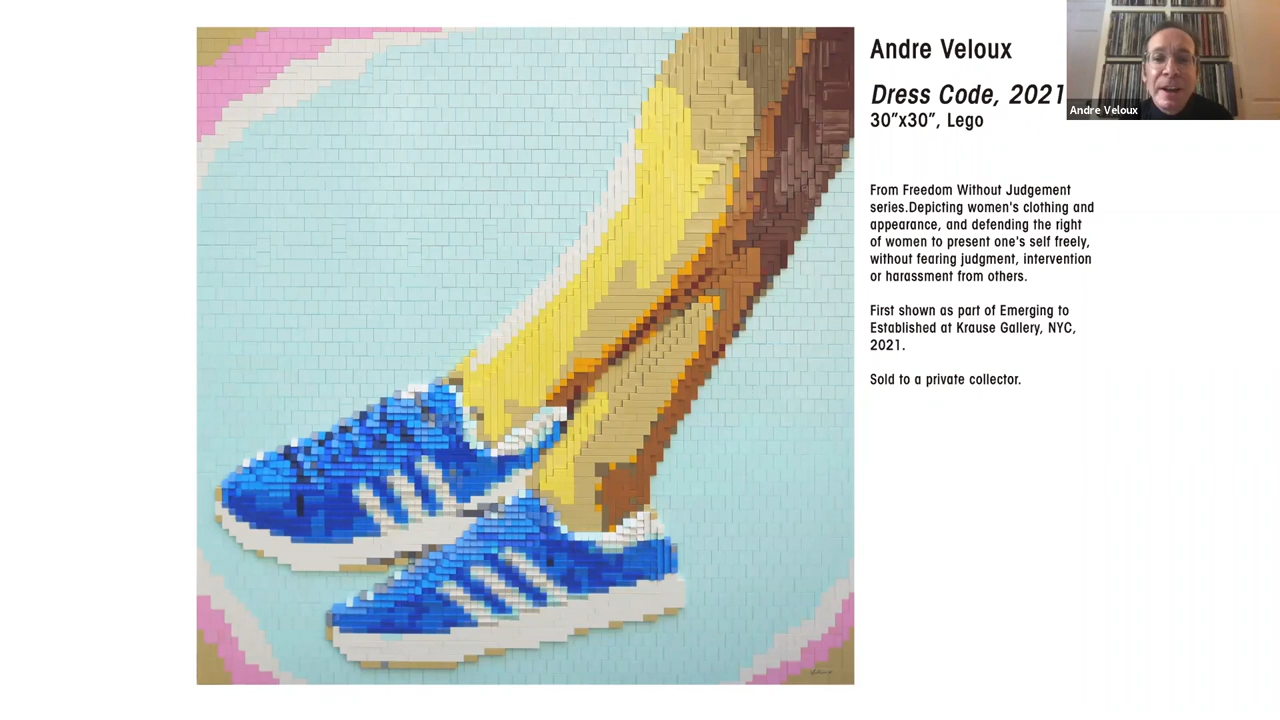 Andre Veloux
Dress Code, 2021
30”x30”, Lego
Andre Veloux
From Freedom Without Judgement
series.Depicting women's clothing and
appearance, and defending the right
of women to present one's self freely,
without fearing judgment, intervention
or harassment from others.
First shown as part of Emerging to
Established at Krause Gallery, NYC,
2021.
Sold to a private collector.